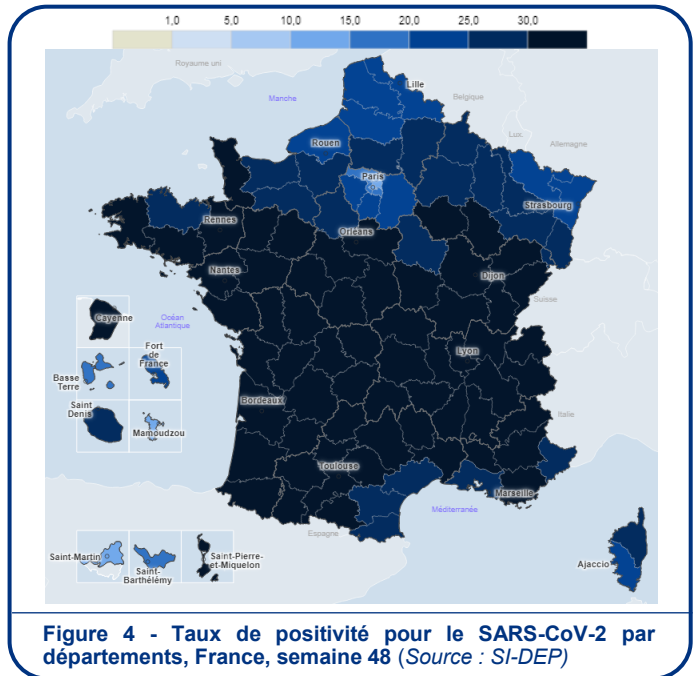 1,0 5,0 10,0 15,0 20,0 25,0 30,0
Royaume uni
Lille
Manche
Belgique
Lux.
Allemagne
Rouen
Paris
Strasbourg
Rennes
Orléans
Nantes
Dijon
Suisse
Cayenne
Océan
Atlantique
Fort
de
France
Lyon
Basse
Terre
Bordeaux
Saint
Denis
Mamoudzou
Italie
Toulouse
Marseille
Méditerranée
Espagne
Saint-Martin
Saint-
Barthélémy
Saint-Pierre-
et-Miquelon
Ajaccio
Figure 4 - Taux de positivité pour le SARS-CoV-2 par
départements, France, semaine 48 (Source : SI-DEP)